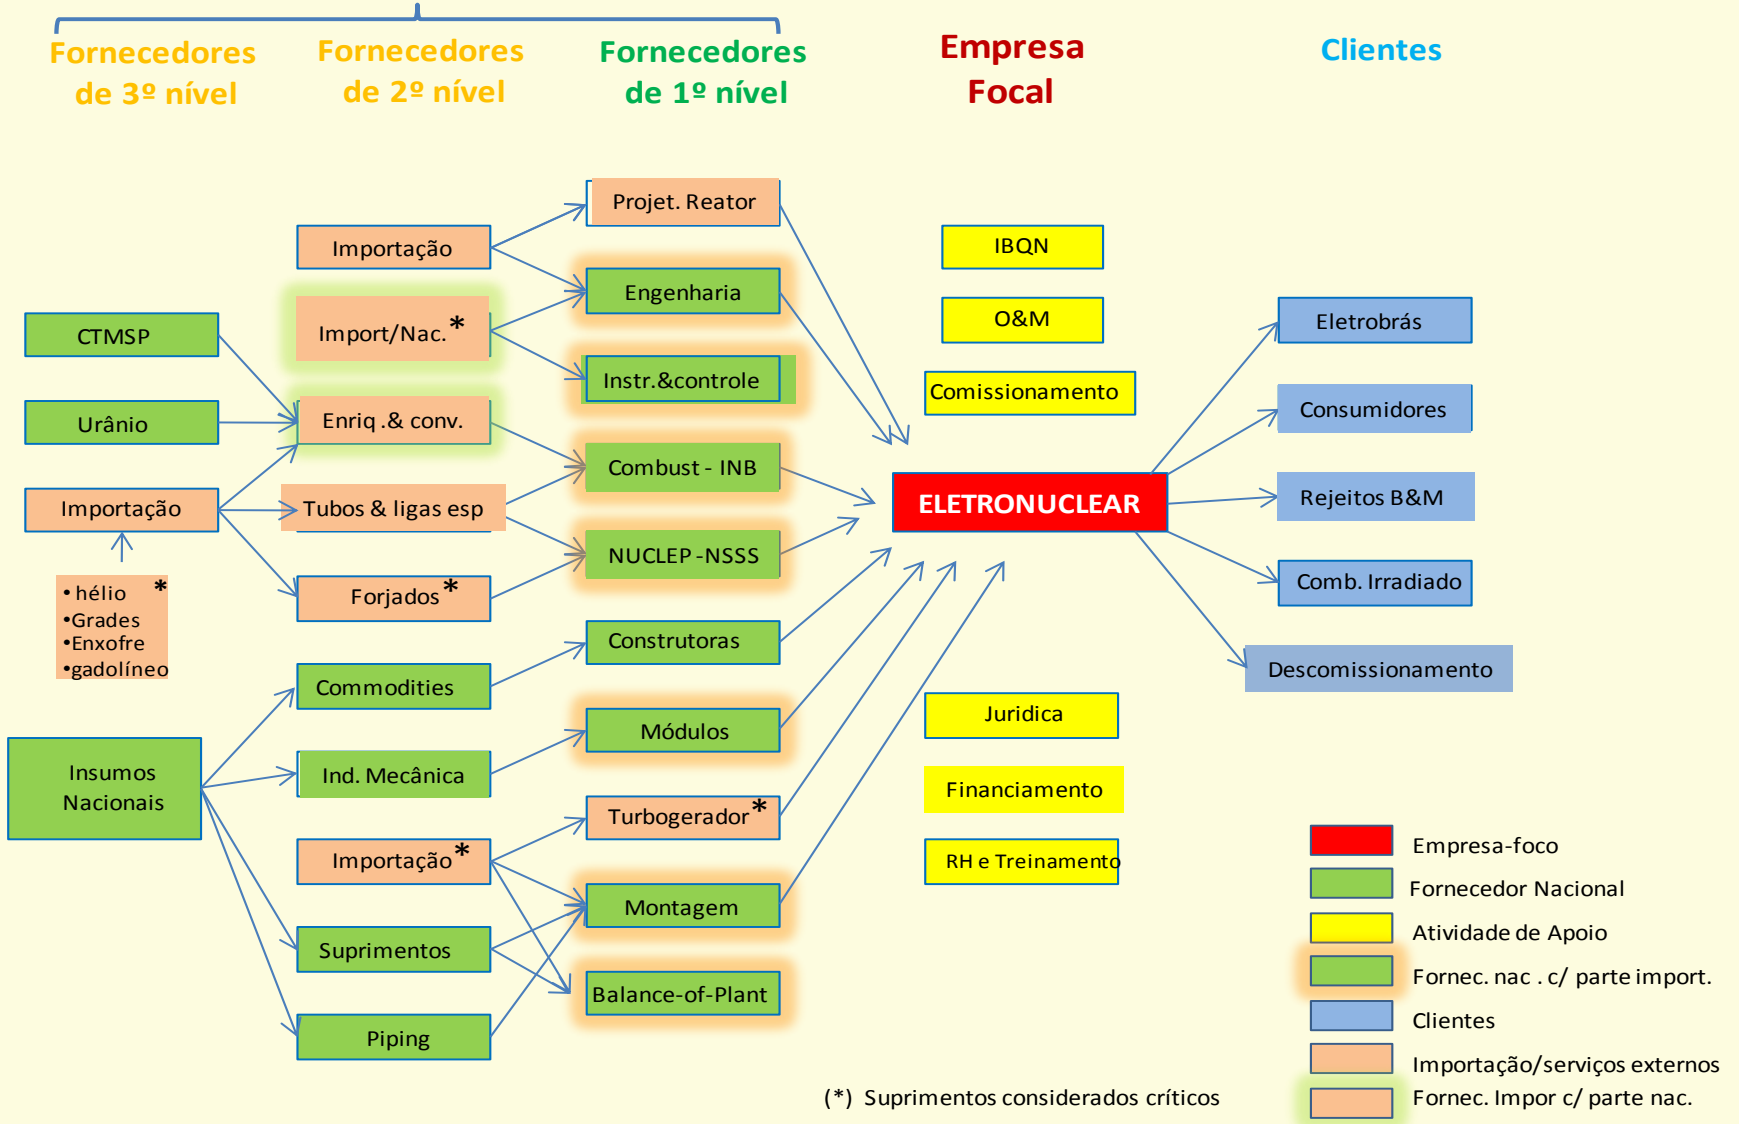 Fornecedores
de 3º nível
Fornecedores
de 2º nível
Fornecedores
de 1º nível
Empresa
Focal
Clientes
CTMSP
Urânio
Importação
• hélio *
•Grades
•Enxofre
•gadolíneo
Insumos
Nacionais
Importação
Import/Nac.*
Enriq .& conv.
Tubos & ligas esp
Forjados*
Commodities
Ind. Mecânica
Importação*
Suprimentos
Piping
Projet. Reator
Engenharia
Instr.&controle
Combust - INB
NUCLEP -NSSS
Construtoras
Módulos
Turbogerador*
Montagem
Balance-of-Plant
IBQN
O&M
Comissionamento
ELETRONUCLEAR
Juridica
Financiamento
RH e Treinamento
Eletrobrás
Consumidores
Rejeitos B&M
Comb. Irradiado
Descomissionamento
Empresa-foco
Fornecedor Nacional
Atividade de Apoio
Fornec. nac . c/ parte import.
Clientes
Importação/serviços externos
Fornec. Impor c/ parte nac.
(*) Suprimentos considerados críticos